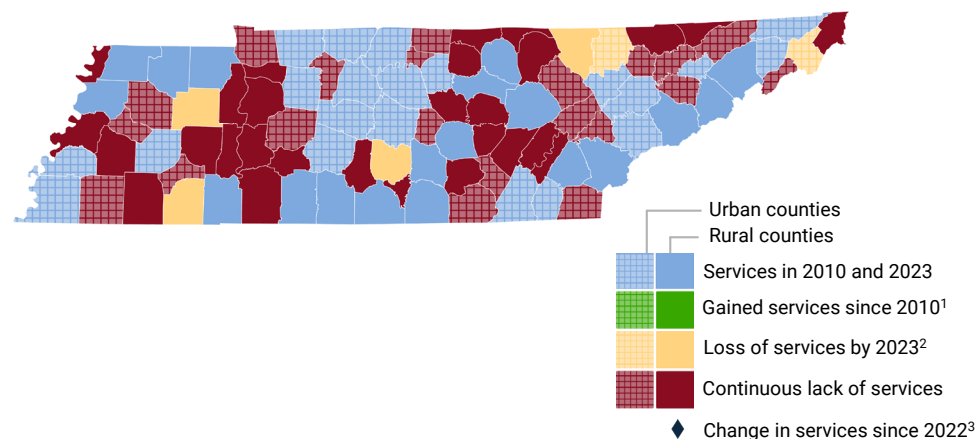 Urban counties
Rural counties
Services in 2010 and 2023
Gained services since 2010¹
Loss of services by 2023²
Continuous lack of services
Change in services since 2022³